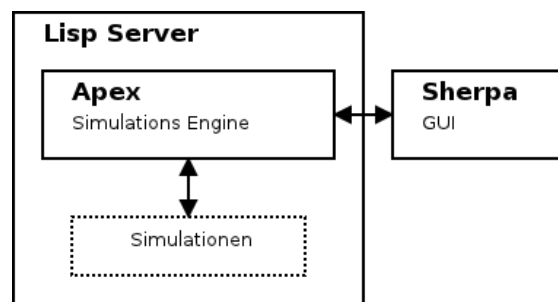 Lisp Server
Apex
Simulations Engine
Sherpa
GUI
Simulationen